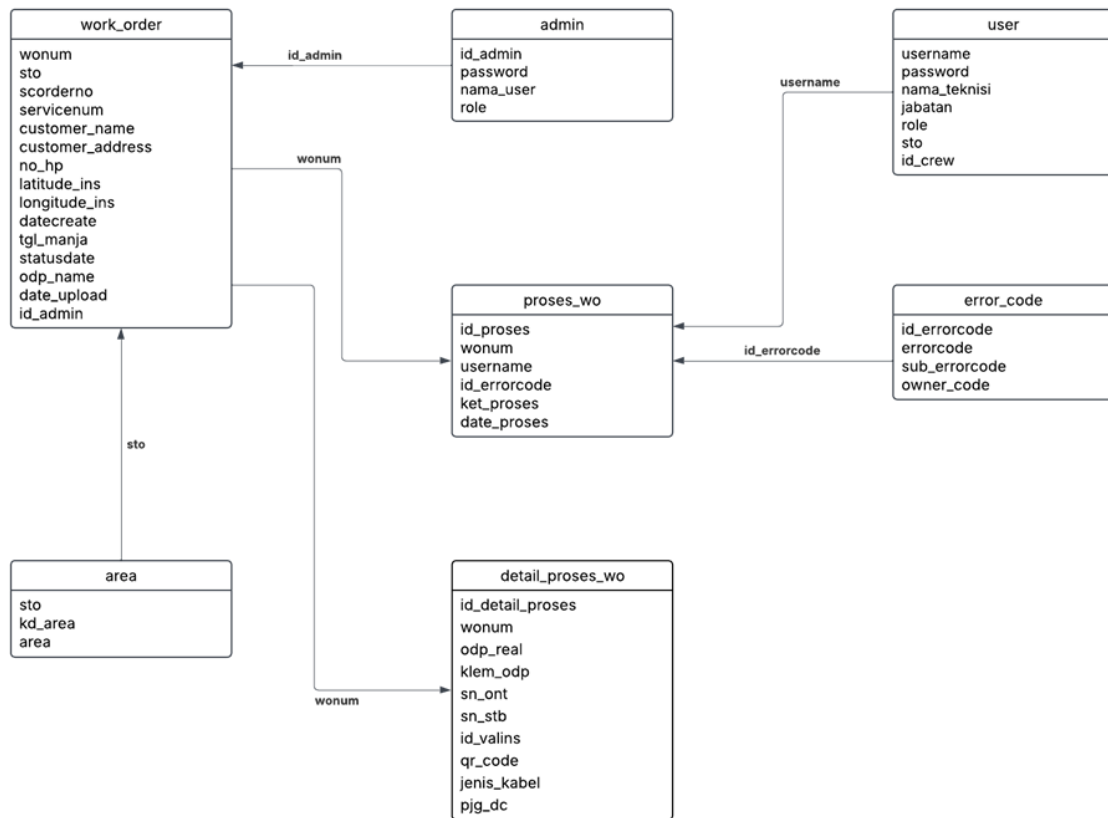 work_order
wonum
sto
scorderno
servicenum
customer_name
customer_address
no_hp
latitude_ins
longitude_ins
datecreate
tgl_manja
statusdate
odp_name
date_upload
id_admin
id_admin
admin
id_admin
password
nama_user
role
username
user
username
password
nama_teknisi
jabatan
role
sto
id_crew
wonum
proses_wo
id_proses
wonum
username
id_errorcode
ket_proses
date_proses
id_errorcode
error_code
id_errorcode
errorcode
sub_errorcode
owner_code
sto
area
sto
kd_area
area
wonum
detail_proses_wo
id_detail_proses
wonum
odp_real
klem_odp
sn_ont
sn_stb
id_valins
qr_code
jenis_kabel
pjg_dc